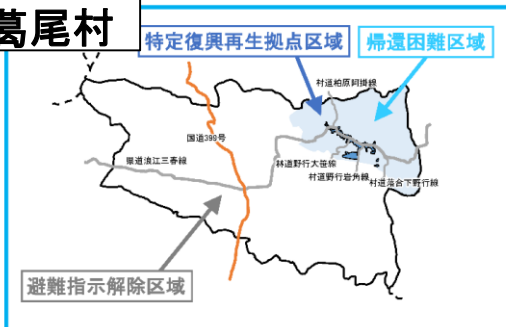 葛尾村
特定復興再生拠点区域
帰還困難区域
村道柏原阿掛線
国道399号
県道浪江三春線
林道野行大笹線
村道野行岩角線
村道落合下野行線
避難指示解除区域